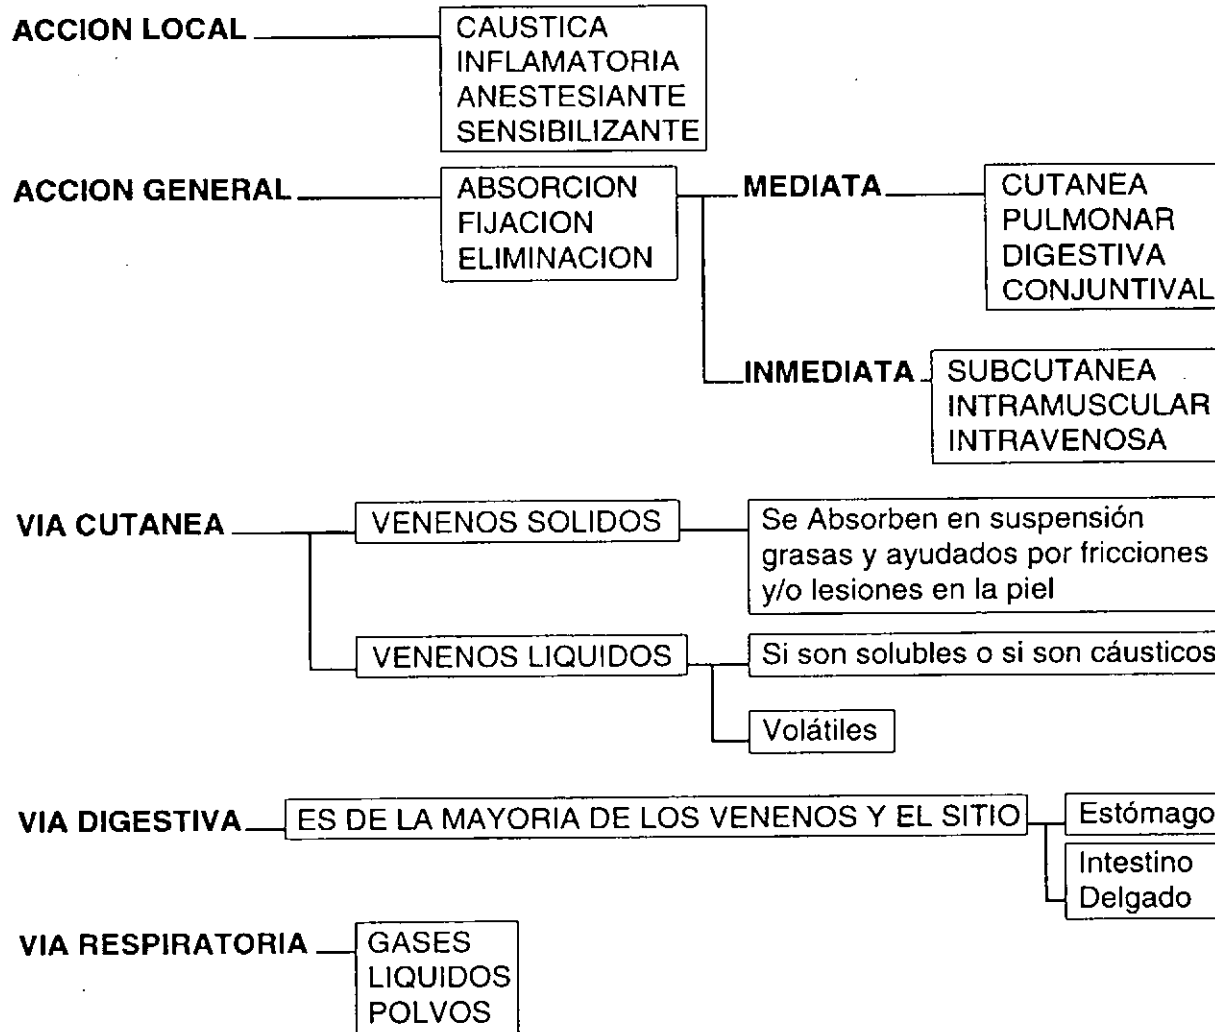 ACCION LOCAL
CAUSTICA
INFLAMATORIA
ANESTESIANTE
SENSIBILIZANTE
ACCION GENERAL
ABSORCION
FIJACION
ELIMINACION
MEDIATA
CUTANEA
PULMONAR
DIGESTIVA
CONJUNTIVAL
INMEDIATA
SUBCUTANEA
INTRAMUSCULAR
INTRAVENOSA
VIA CUTANEA
VENENOS SOLIDOS
Se Absorben en suspensión
grasas y ayudados por fricciones
y/o lesiones en la piel
VENENOS LIQUIDOS
Si son solubles o si son cáusticos
Volátiles
VIA DIGESTIVA
ES DE LA MAYORIA DE LOS VENENOS Y EL SITIO
Estómago
Intestino
Delgado
VIA RESPIRATORIA
GASES
LIQUIDOS
POLVOS